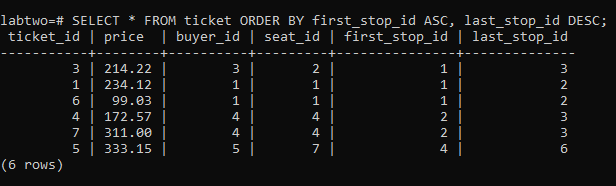 labtwo=# SELECT * FROM ticket ORDER BY first_stop_id ASC, last_stop_id DESC;
 ticket_id | price  | buyer_id | seat_id | first_stop_id | last_stop_id
-----------+--------+----------+---------+---------------+--------------
         3 | 214.22 |        3 |       2 |             1 |            3
         1 | 234.12 |        1 |       1 |             1 |            2
         6 |  99.03 |        1 |       1 |             1 |            2
         4 | 172.57 |        4 |       4 |             2 |            3
         7 | 311.00 |        4 |       4 |             2 |            3
         5 | 333.15 |        5 |       7 |             4 |            6
(6 rows)